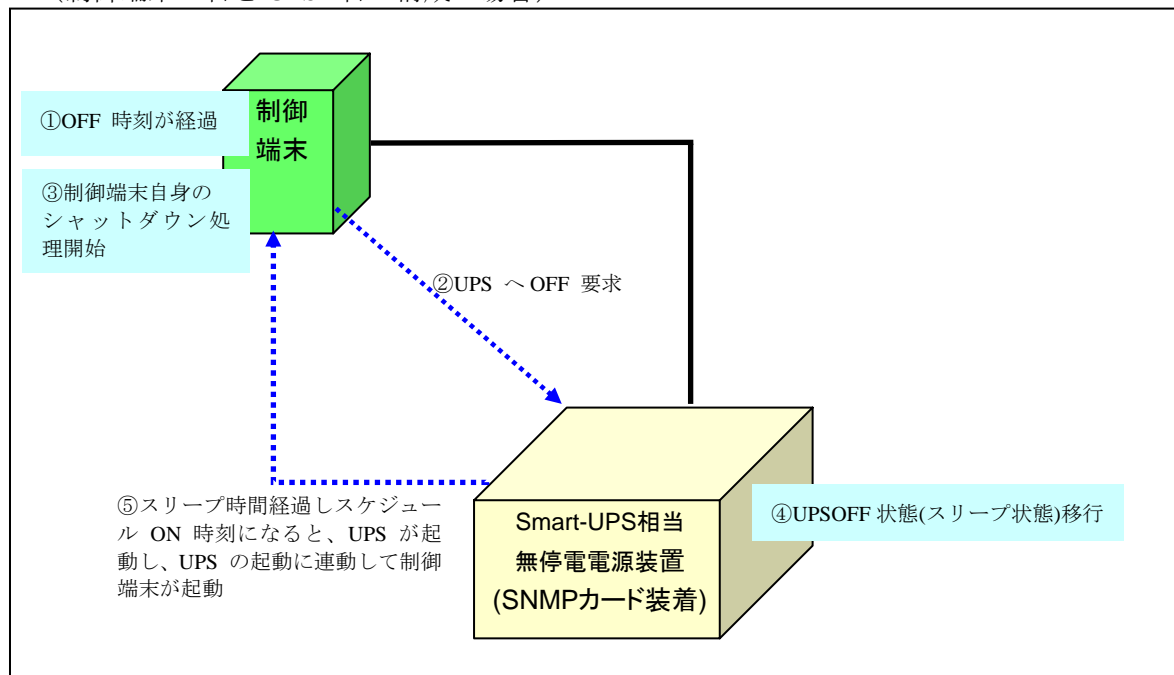 ①OFF 時刻が経過
制御
端末
③制御端末自身の
シャットダウン処
理開始
②UPS へ OFF 要求
⑤スリープ時間経過しスケジュー
ル ON 時刻になると、UPS が起
動し、UPS の起動に連動して制御
端末が起動
Smart-UPS相当
無停電電源装置
(SNMPカード装着)
④UPSOFF 状態(スリープ状態)移行